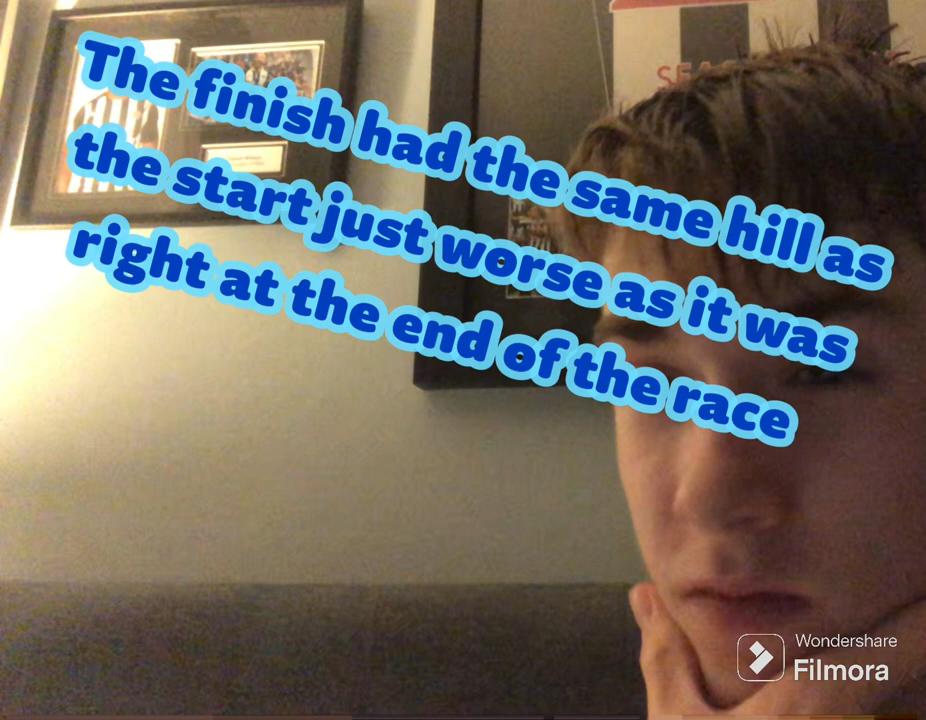 The finish had the same hill as
the start just worse as it was
right at the end of the race
Wondershare
Filmora